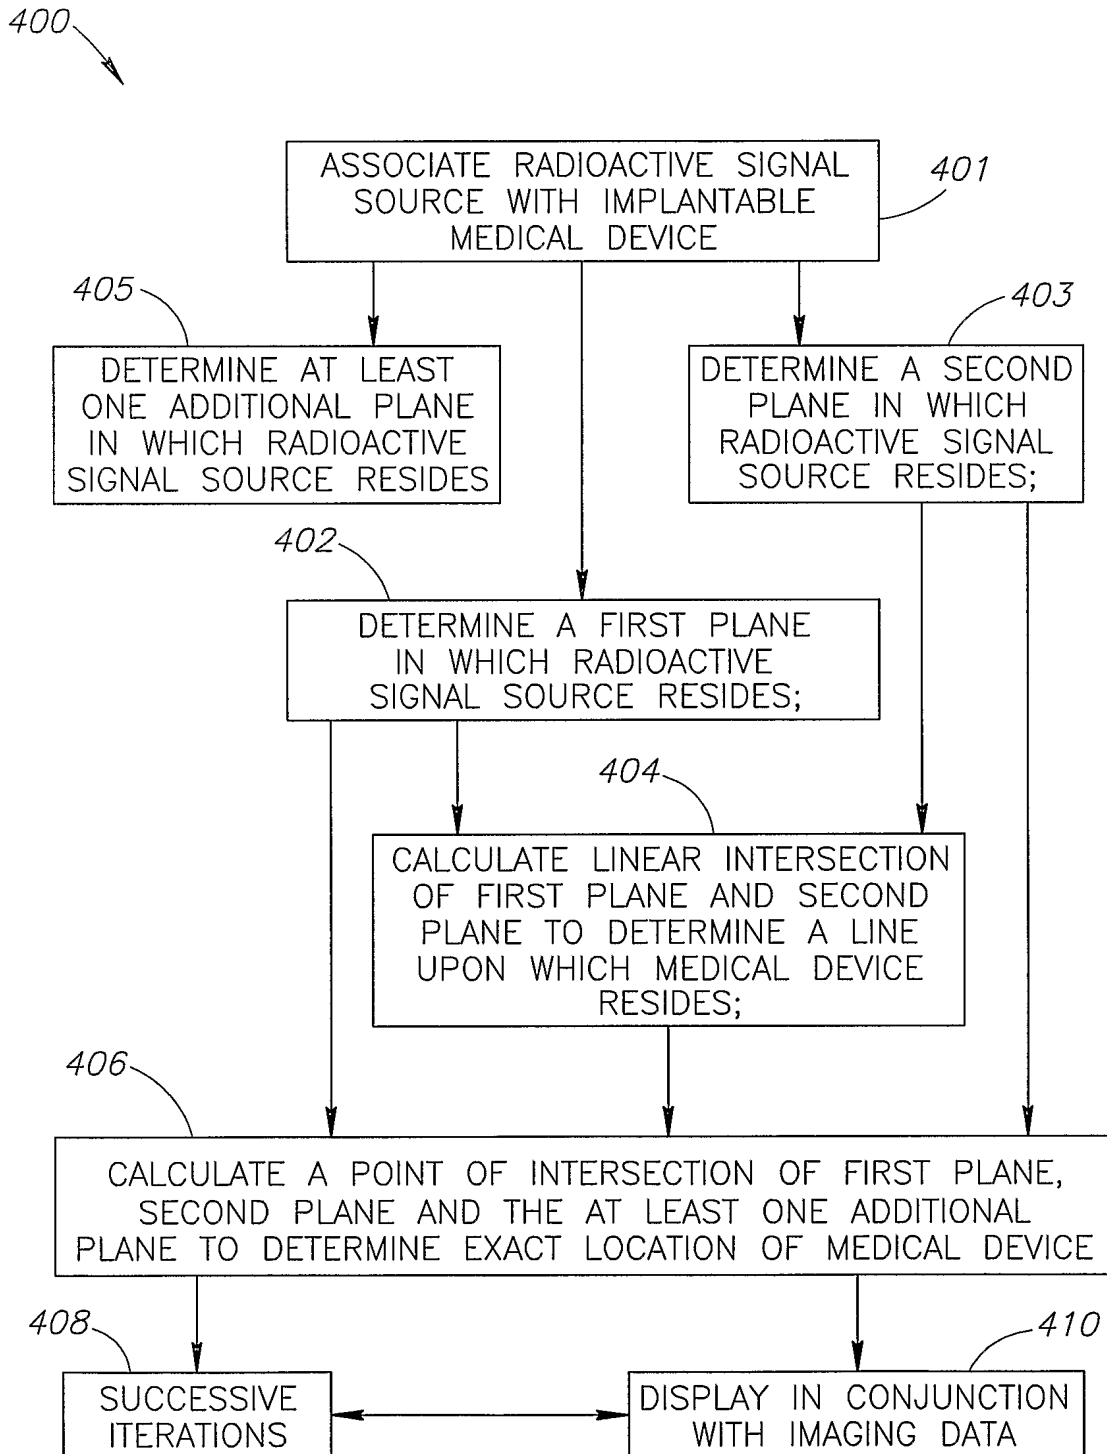 400
ASSOCIATE RADIOACTIVE SIGNAL
SOURCE WITH IMPLANTABLE
MEDICAL DEVICE
401
405
403
DETERMINE AT LEAST
ONE ADDITIONAL PLANE
IN WHICH RADIOACTIVE
SIGNAL SOURCE RESIDES
DETERMINE A SECOND
PLANE IN WHICH
RADIOACTIVE SIGNAL
SOURCE RESIDES;
402
DETERMINE A FIRST PLANE
IN WHICH RADIOACTIVE
SIGNAL SOURCE RESIDES;
404
CALCULATE LINEAR INTERSECTION
OF FIRST PLANE AND SECOND
PLANE TO DETERMINE A LINE
UPON WHICH MEDICAL DEVICE
RESIDES;
406
CALCULATE A POINT OF INTERSECTION OF FIRST PLANE,
SECOND PLANE AND THE AT LEAST ONE ADDITIONAL
PLANE TO DETERMINE EXACT LOCATION OF MEDICAL DEVICE
408
410
SUCCESSIVE
ITERATIONS
DISPLAY IN CONJUNCTION
WITH IMAGING DATA